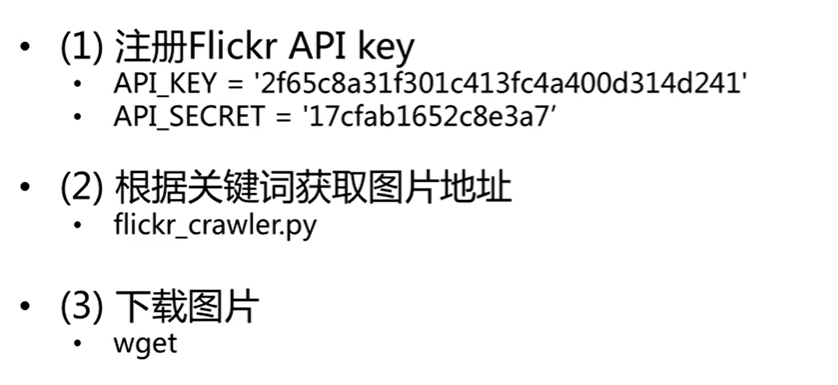 • (1) 注册Flickr API key
• API_KEY = '2f65c8a31f301c413fc4a400d314d241'
• API_SECRET = '17cfab1652c8e3a7’
• (2) 根据关键词获取图片地址
• flickr_crawler.py
• (3) 下载图片
• wget